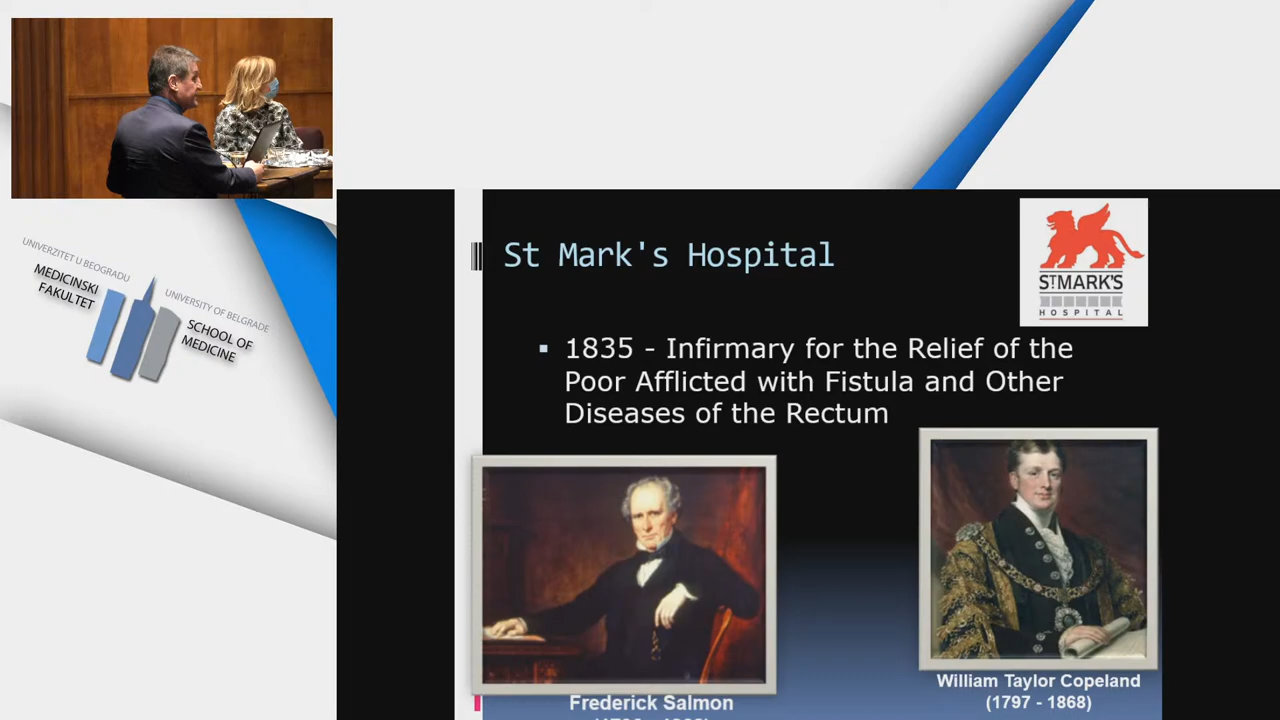 UNIVERZITET U BEOGRADU
MEDICINSKI
FAKULTET
UNIVERSITY OF BELGRADE
SCHOOL OF
MEDICINE
St Mark's Hospital
ST MARK'S
HOSPITAL
▪ 1835 - Infirmary for the Relief of the
Poor Afflicted with Fistula and Other
Diseases of the Rectum
Frederick Salmon
William Taylor Copeland
(1797 - 1868)